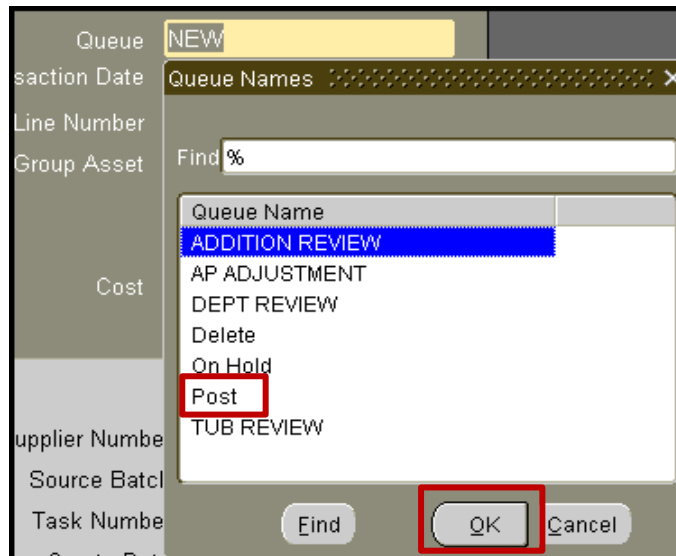 Queue NEW
saction Date
Queue Names
Line Number
Group Asset
Find %
Queue Name
ADDITION REVIEW
AP ADJUSTMENT
Cost
DEPT REVIEW
Delete
On Hold
Post
TUB REVIEW
upplier Numbe
Source Batcl
Task Numbe
Find OK Cancel